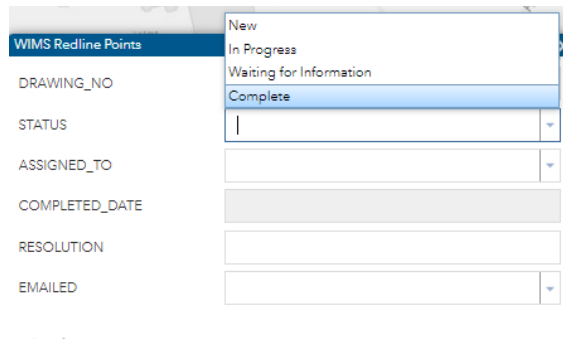 New
WIMS Redline Points
In Progress
Waiting for Information
DRAWING_NO
Complete
STATUS
ASSIGNED_TO
COMPLETED_DATE
RESOLUTION
EMAILED